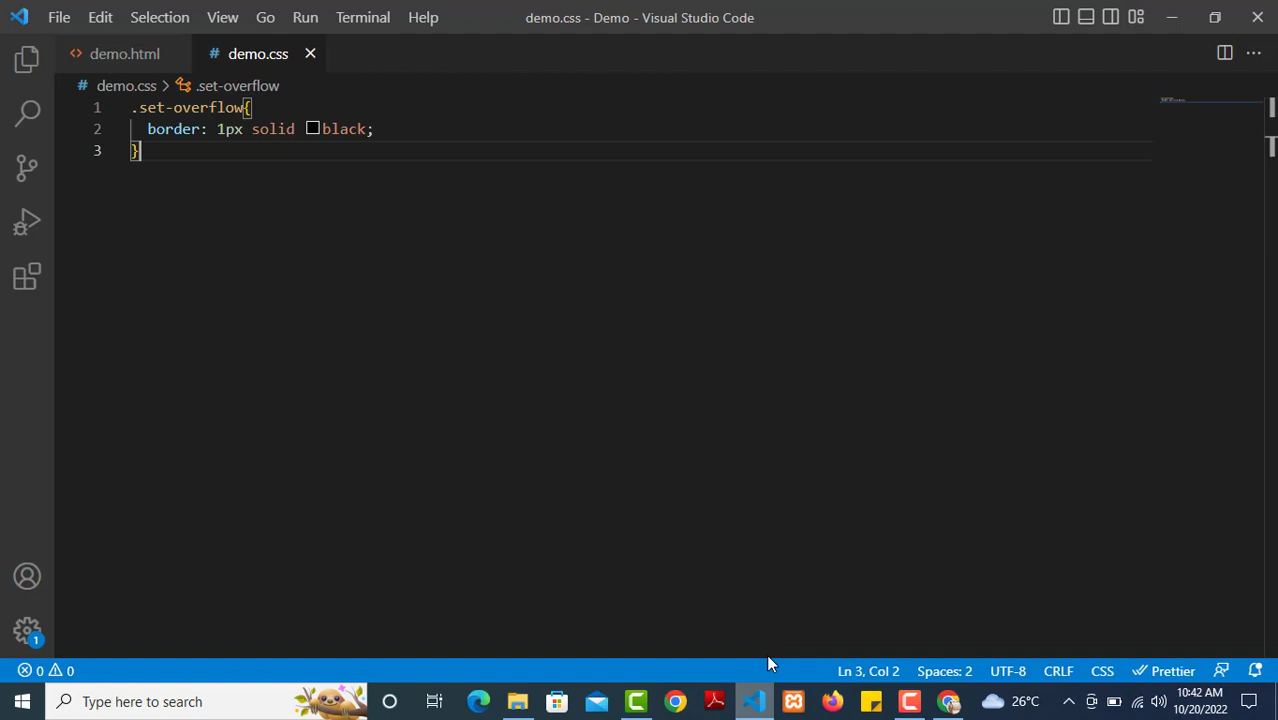 File Edit Selection View Go Run Terminal Help demo.css - Demo - Visual Studio Code
demo.html demo.css
demo.css > .set-overflow
1 .set-overflow{
2 border: 1px solid black;
3 }
1
0 0 Ln 3, Col 2 Spaces: 2 UTF-8 CRLF CSS Prettier
Type here to search 26°C 10:42 AM
10/20/2022